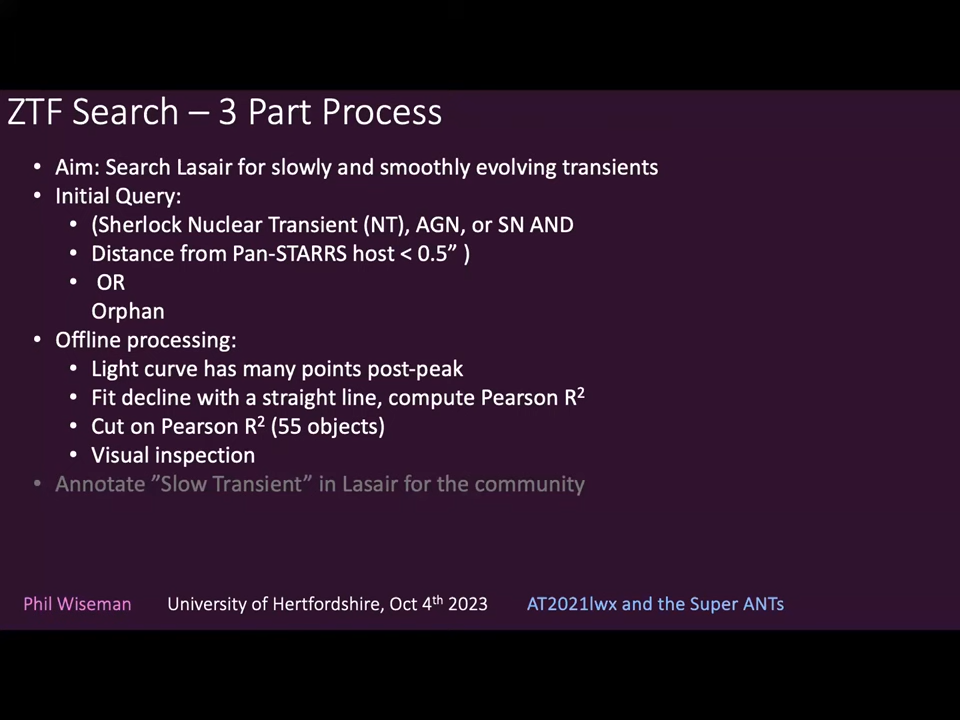 ZTF Search – 3 Part Process
• Aim: Search Lasair for slowly and smoothly evolving transients
• Initial Query:
• (Sherlock Nuclear Transient (NT), AGN, or SN AND
• Distance from Pan-STARRS host < 0.5” )
• OR
Orphan
• Offline processing:
• Light curve has many points post-peak
• Fit decline with a straight line, compute Pearson R²
• Cut on Pearson R² (55 objects)
• Visual inspection
• Annotate ”Slow Transient” in Lasair for the community
Phil Wiseman University of Hertfordshire, Oct 4th 2023 AT2021lwx and the Super ANTs